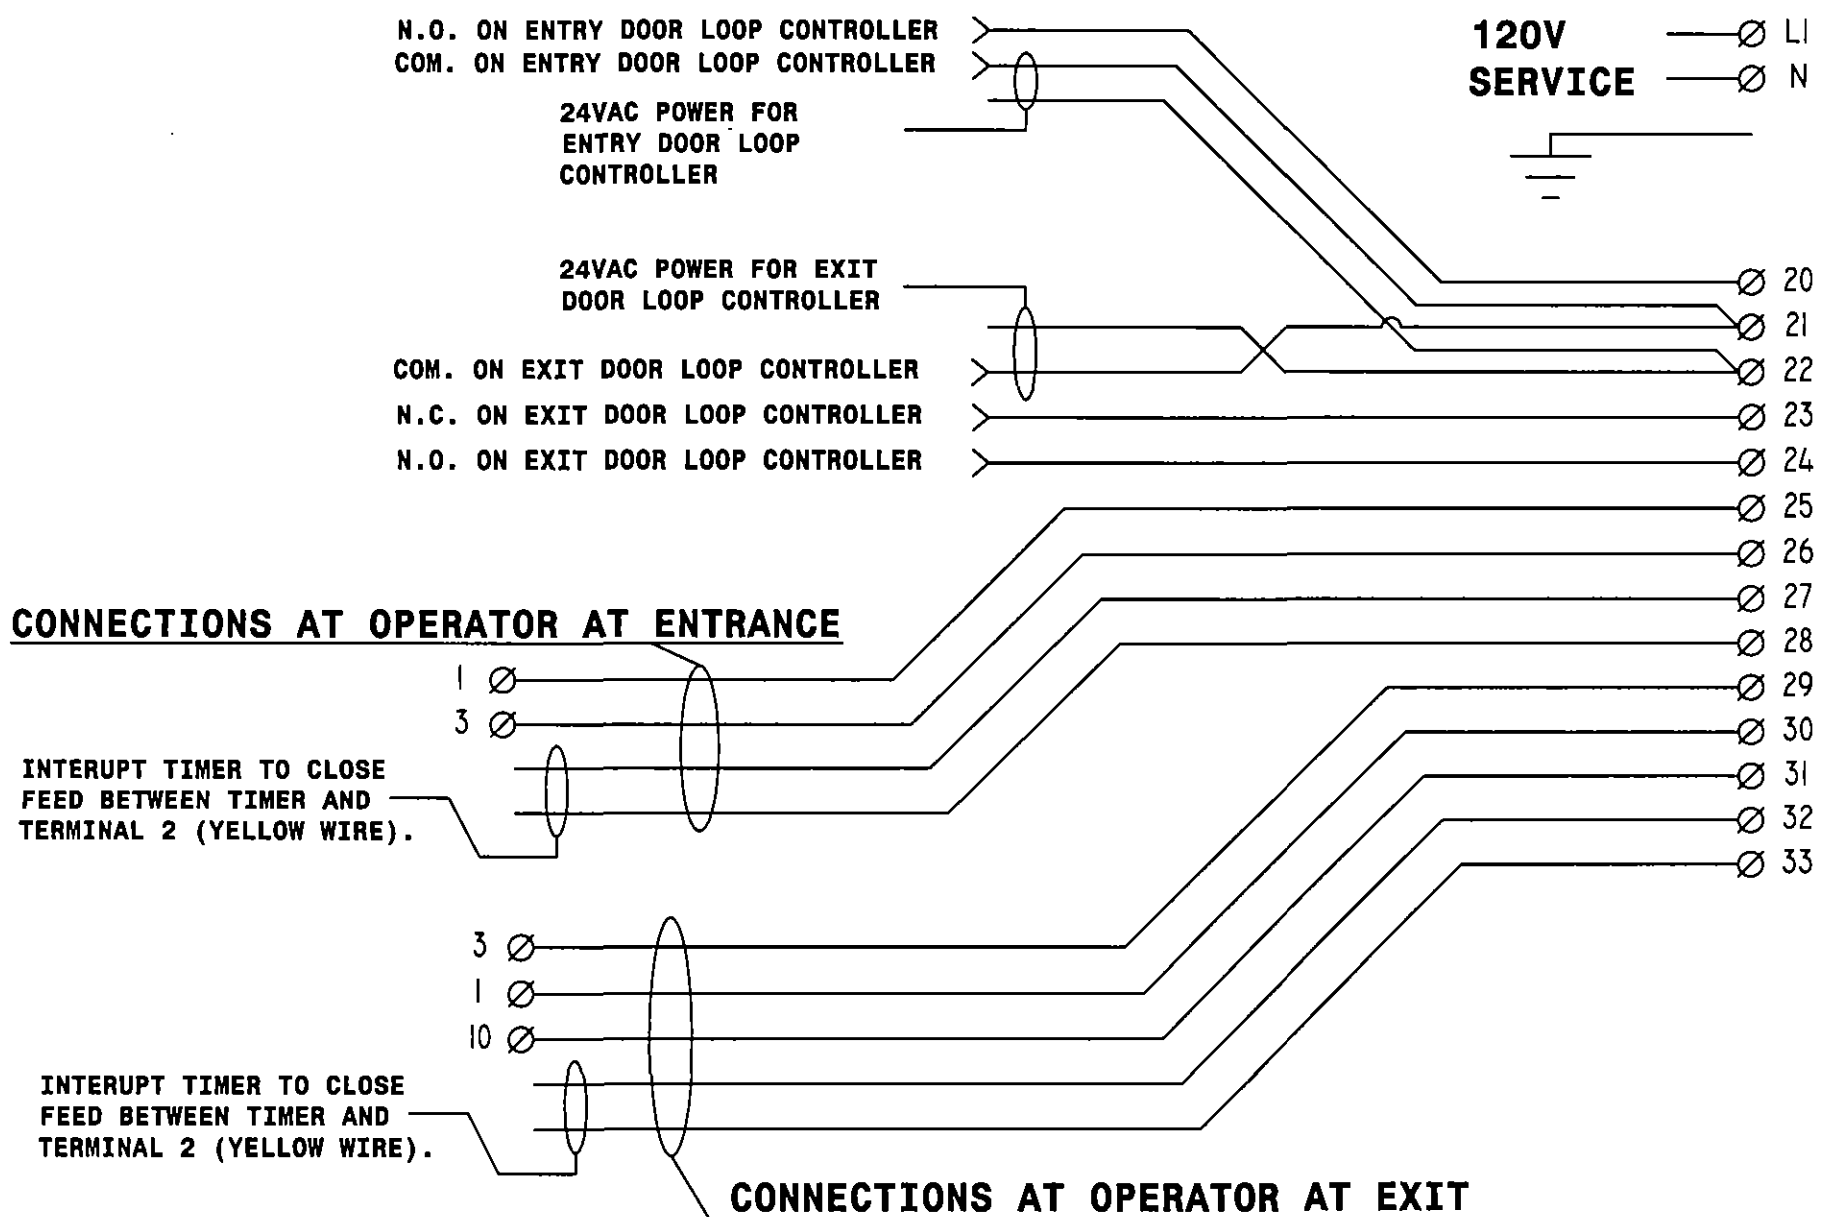 N.O. ON ENTRY DOOR LOOP CONTROLLER
COM. ON ENTRY DOOR LOOP CONTROLLER
24VAC POWER FOR
ENTRY DOOR LOOP
CONTROLLER
120V
SERVICE
L1
N
24VAC POWER FOR EXIT
DOOR LOOP CONTROLLER
COM. ON EXIT DOOR LOOP CONTROLLER
N.C. ON EXIT DOOR LOOP CONTROLLER
N.O. ON EXIT DOOR LOOP CONTROLLER
20
21
22
23
24
25
26
27
28
29
30
31
32
33
CONNECTIONS AT OPERATOR AT ENTRANCE
1
3
INTERUPT TIMER TO CLOSE
FEED BETWEEN TIMER AND
TERMINAL 2 (YELLOW WIRE).
3
1
10
INTERUPT TIMER TO CLOSE
FEED BETWEEN TIMER AND
TERMINAL 2 (YELLOW WIRE).
CONNECTIONS AT OPERATOR AT EXIT